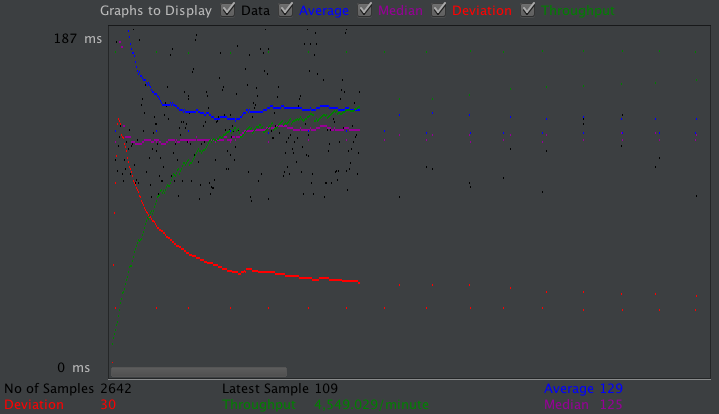 Graphs to Display Data Average Median Deviation Throughput
187 ms
0 ms
No of Samples 2642 Latest Sample 109 Average 129
Deviation 30 Throughput 4,549.029/minute Median